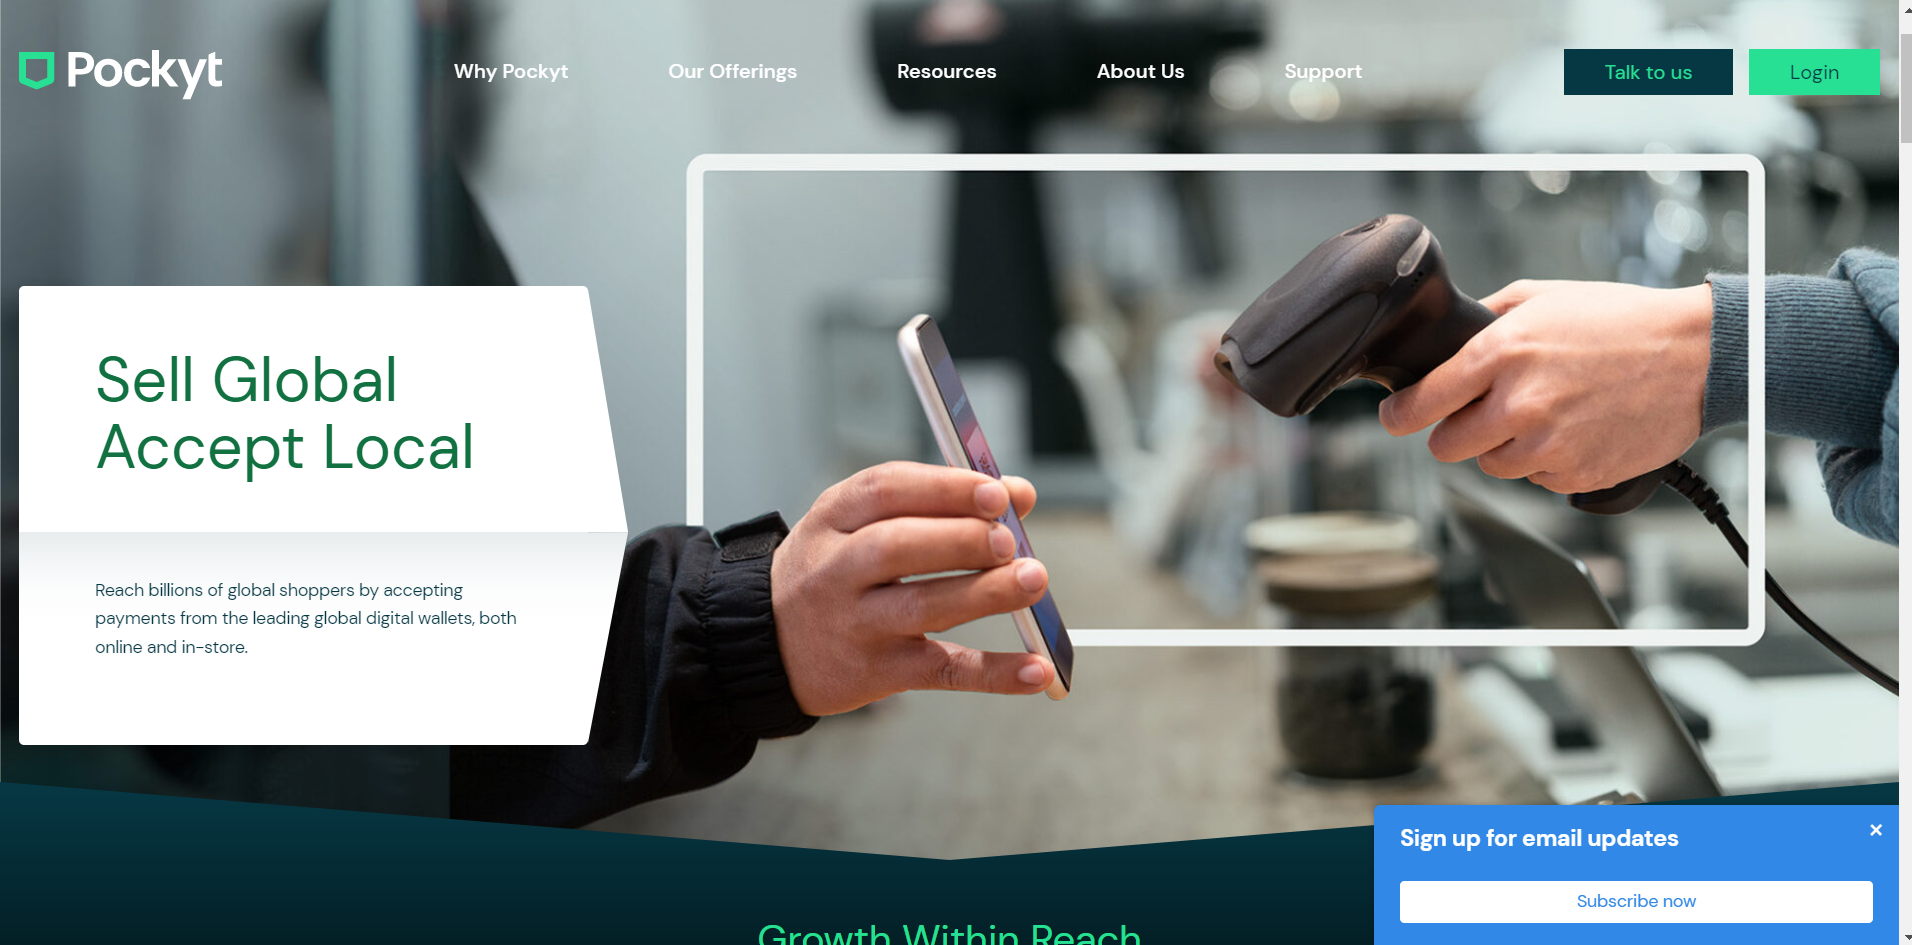 Pockyt
Why Pockyt
Our Offerings
Resources
About Us
Support
Talk to us
Login
Sell Global
Accept Local
Reach billions of global shoppers by accepting
payments from the leading global digital wallets, both
online and in-store.
Sign up for email updates
×
Subscribe now
Growth Within Reach